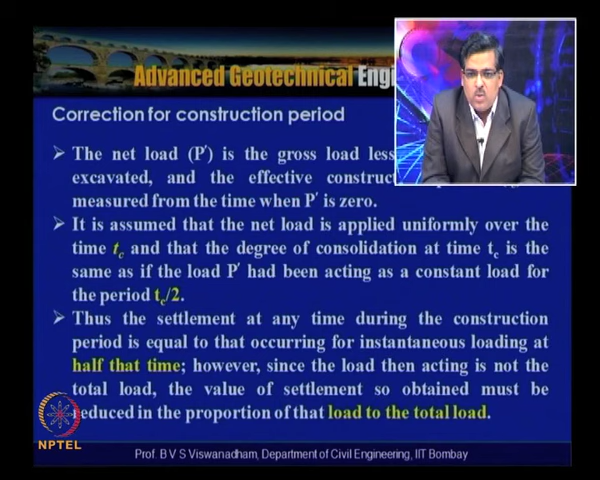 Advanced Geotechnical Eng
Correction for construction period
➤ The net load (P′) is the gross load less
excavated, and the effective construct
measured from the time when P′ is zero.
➤ It is assumed that the net load is applied uniformly over the
time tc and that the degree of consolidation at time tc is the
same as if the load P′ had been acting as a constant load for
the period tc/2.
➤ Thus the settlement at any time during the construction
period is equal to that occurring for instantaneous loading at
half that time; however, since the load then acting is not the
total load, the value of settlement so obtained must be
reduced in the proportion of that load to the total load.
NPTEL
Prof. B V S Viswanadham, Department of Civil Engineering, IIT Bombay